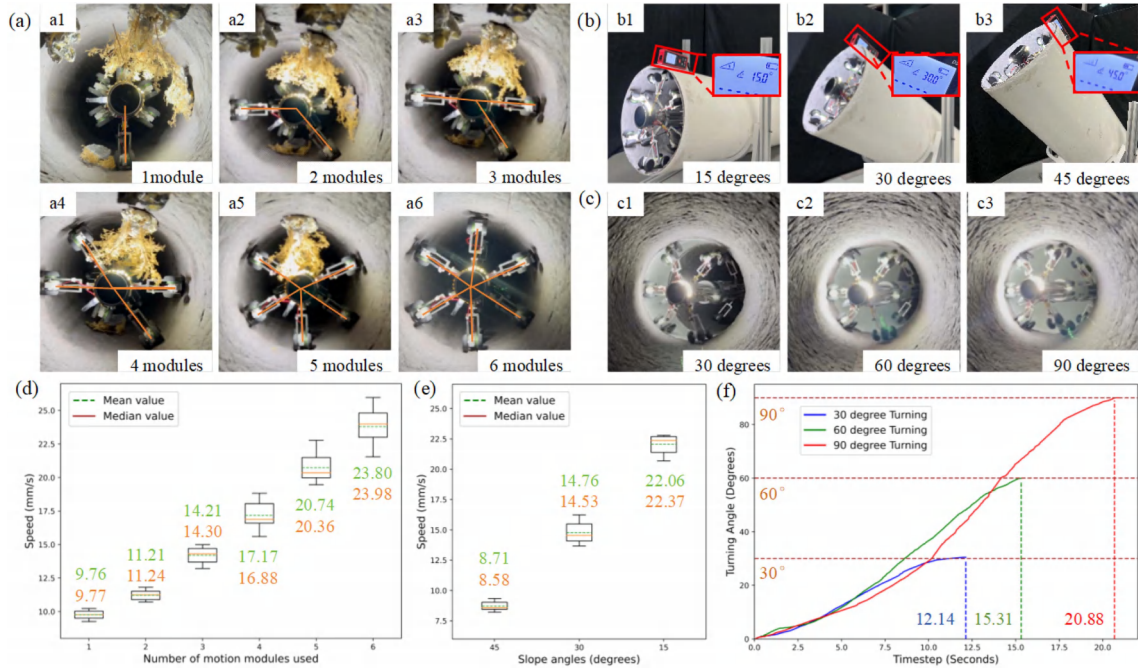 (a)
a1
a2
a3
1module
2 modules
3 modules
a4
a5
a6
4 modules
5 modules
6 modules
(b)
b1
b2
b3
15.0°
30.0°
45.0°
15 degrees
30 degrees
45 degrees
(c)
c1
c2
c3
30 degrees
60 degrees
90 degrees
(d)
Mean value
Median value
Speed (mm/s)
25.0
22.5
20.0
17.5
15.0
12.5
10.0
9.76
9.77
11.21
11.24
14.21
14.30
17.17
16.88
20.74
20.36
23.80
23.98
1 2 3 4 5 6
Number of motion modules used
(e)
Mean value
Median value
Speed (mm/s)
25.0
22.5
20.0
17.5
15.0
12.5
10.0
7.5
8.71
8.58
14.76
14.53
22.06
22.37
45 30 15
Slope angles (degrees)
(f)
30 degree Turning
60 degree Turning
90 degree Turning
Turning Angle (Degrees)
80
60
40
20
0
90°
60°
30°
12.14
15.31
20.88
0.0 2.5 5.0 7.5 10.0 12.5 15.0 17.5 20.0
Timestep (Seconds)